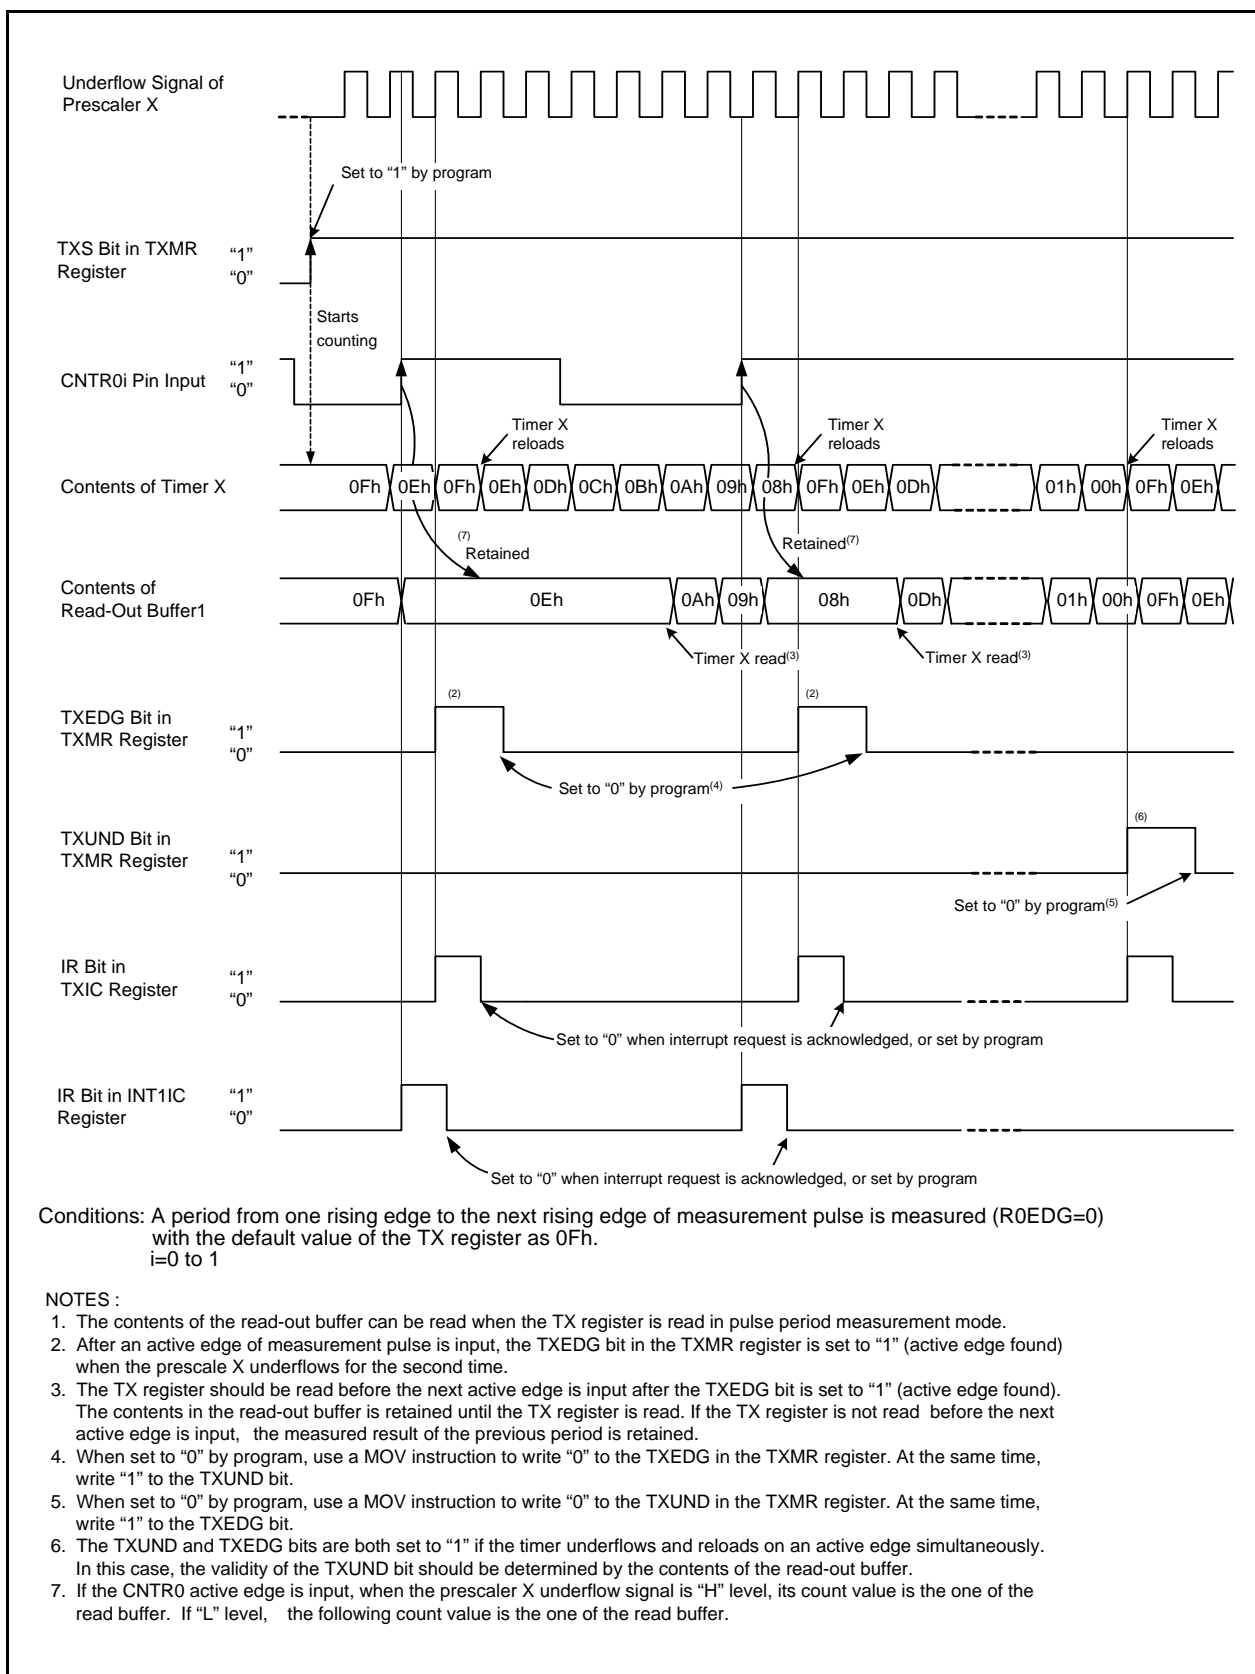 Underflow Signal of
Prescaler X
Set to “1” by program
TXS Bit in TXMR
Register
“1”
“0”
Starts
counting
CNTR0i Pin Input
“1”
“0”
Timer X
reloads
Timer X
reloads
Timer X
reloads
Contents of Timer X
0Fh 0Eh 0Fh 0Eh 0Dh 0Ch 0Bh 0Ah 09h 08h 0Fh 0Eh 0Dh 01h 00h 0Fh 0Eh
(7)
Retained
Retained(7)
Contents of
Read-Out Buffer1
0Fh 0Eh 0Ah 09h 08h 0Dh 01h 00h 0Fh 0Eh
Timer X read(3)
Timer X read(3)
(2)
(2)
TXEDG Bit in
TXMR Register
“1”
“0”
Set to “0” by program(4)
(6)
TXUND Bit in
TXMR Register
“1”
“0”
Set to “0” by program(5)
IR Bit in
TXIC Register
“1”
“0”
Set to “0” when interrupt request is acknowledged, or set by program
IR Bit in INT1IC
Register
“1”
“0”
Set to “0” when interrupt request is acknowledged, or set by program
Conditions: A period from one rising edge to the next rising edge of measurement pulse is measured (R0EDG=0)
with the default value of the TX register as 0Fh.
i=0 to 1
NOTES :
1. The contents of the read-out buffer can be read when the TX register is read in pulse period measurement mode.
2. After an active edge of measurement pulse is input, the TXEDG bit in the TXMR register is set to “1” (active edge found)
when the prescale X underflows for the second time.
3. The TX register should be read before the next active edge is input after the TXEDG bit is set to “1” (active edge found).
The contents in the read-out buffer is retained until the TX register is read. If the TX register is not read before the next
active edge is input, the measured result of the previous period is retained.
4. When set to “0” by program, use a MOV instruction to write “0” to the TXEDG in the TXMR register. At the same time,
write “1” to the TXUND bit.
5. When set to “0” by program, use a MOV instruction to write “0” to the TXUND in the TXMR register. At the same time,
write “1” to the TXEDG bit.
6. The TXUND and TXEDG bits are both set to “1” if the timer underflows and reloads on an active edge simultaneously.
In this case, the validity of the TXUND bit should be determined by the contents of the read-out buffer.
7. If the CNTR0 active edge is input, when the prescaler X underflow signal is “H” level, its count value is the one of the
read buffer. If “L” level, the following count value is the one of the read buffer.